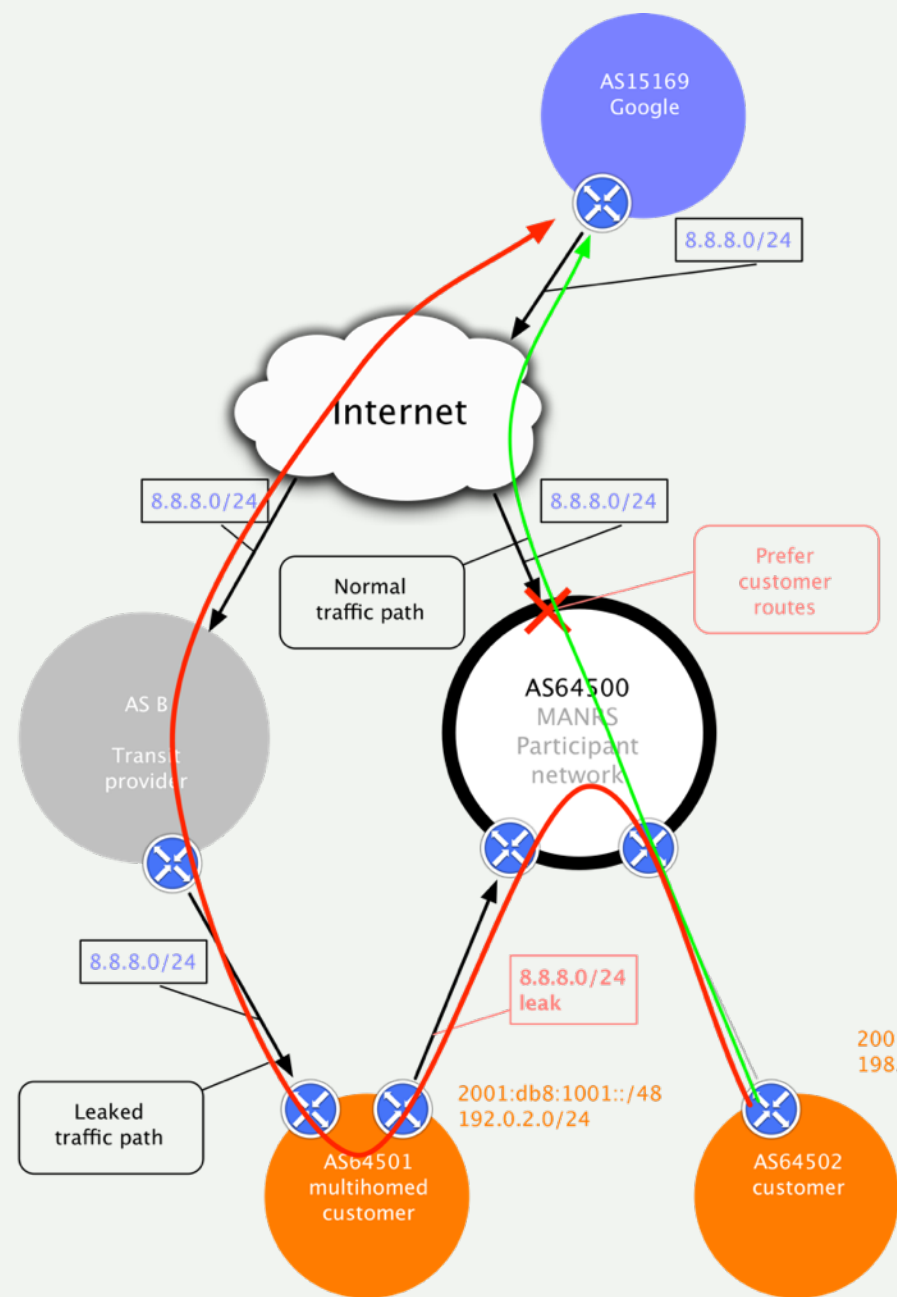 AS15169
Google
8.8.8.0/24
Internet
8.8.8.0/24
8.8.8.0/24
Normal
traffic path
Prefer
customer
routes
AS B
Transit
provider
AS64500
MANRS
Participant
network
8.8.8.0/24
8.8.8.0/24
leak
Leaked
traffic path
2001:db8:1001::/48
192.0.2.0/24
200
198.
AS64501
multihomed
customer
AS64502
customer